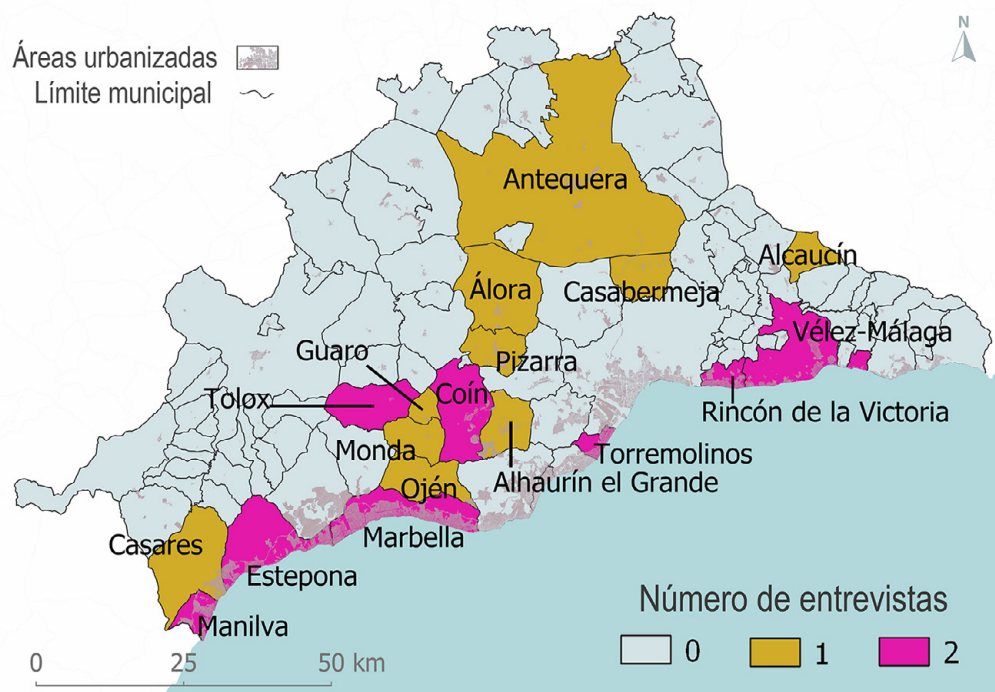 N
Áreas urbanizadas
Límite municipal
Antequera
Alcaucín
Álora
Casabermeja
Vélez-Málaga
Guaro
Pizarra
Tolox
Coín
Rincón de la Victoria
Monda
Torremolinos
Alhaurín el Grande
Ojén
Marbella
Casares
Estepona
Manilva
Número de entrevistas
0
1
2
0
25
50 km